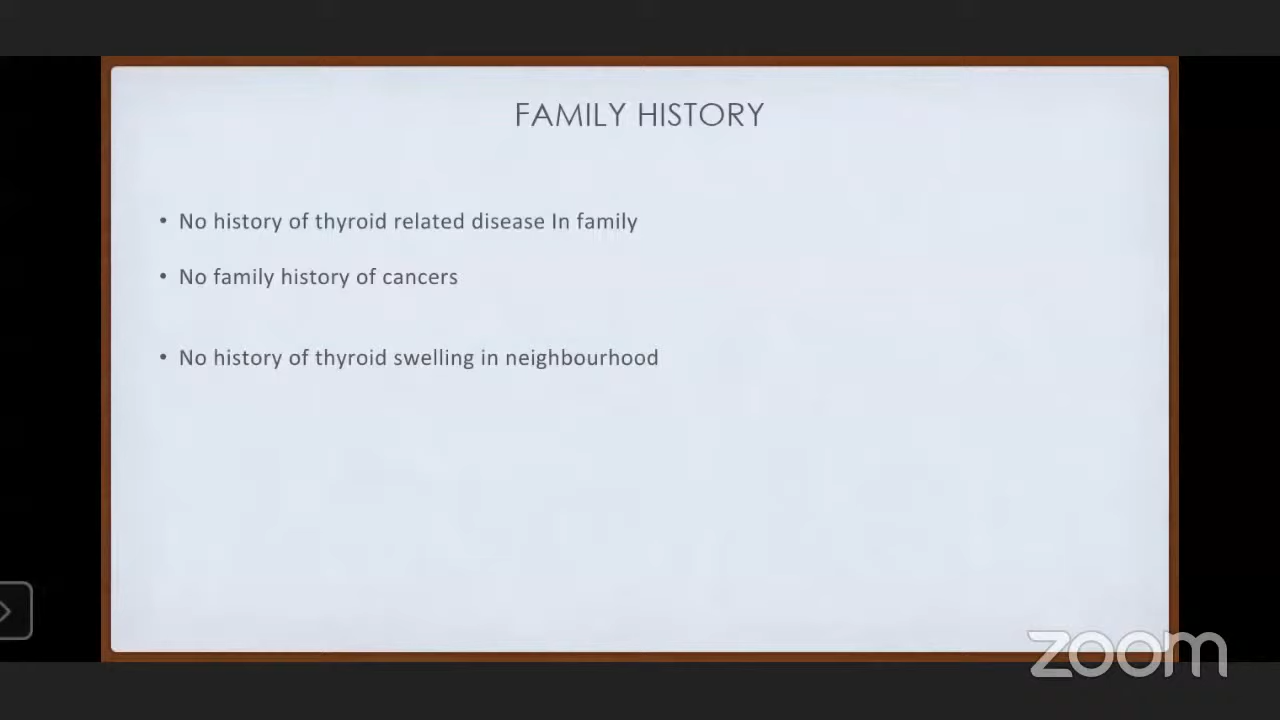 FAMILY HISTORY
• No history of thyroid related disease In family
• No family history of cancers
• No history of thyroid swelling in neighbourhood
zoom